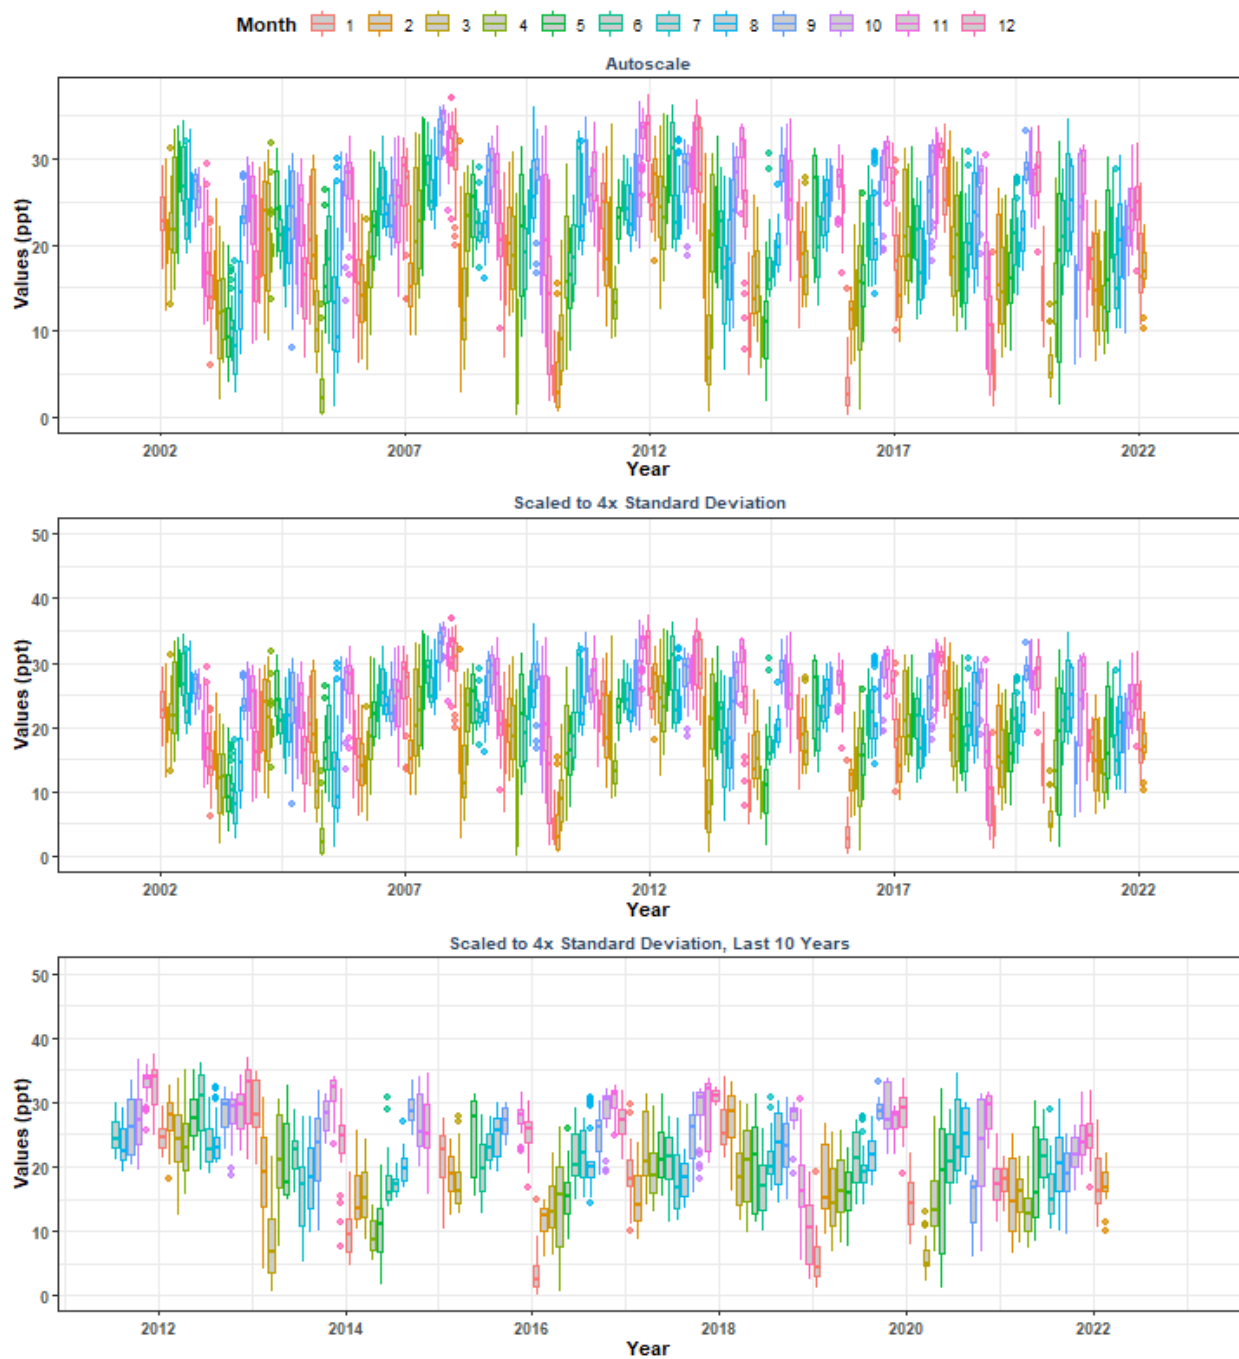 Month 1 2 3 4 5 6 7 8 9 10 11 12
Autoscale
Values (ppt)
30
20
10
0
2002 2007 2012 2017 2022
Year
Scaled to 4x Standard Deviation
Values (ppt)
50
40
30
20
10
0
2002 2007 2012 2017 2022
Year
Scaled to 4x Standard Deviation, Last 10 Years
Values (ppt)
50
40
30
20
10
0
2012 2014 2016 2018 2020 2022
Year